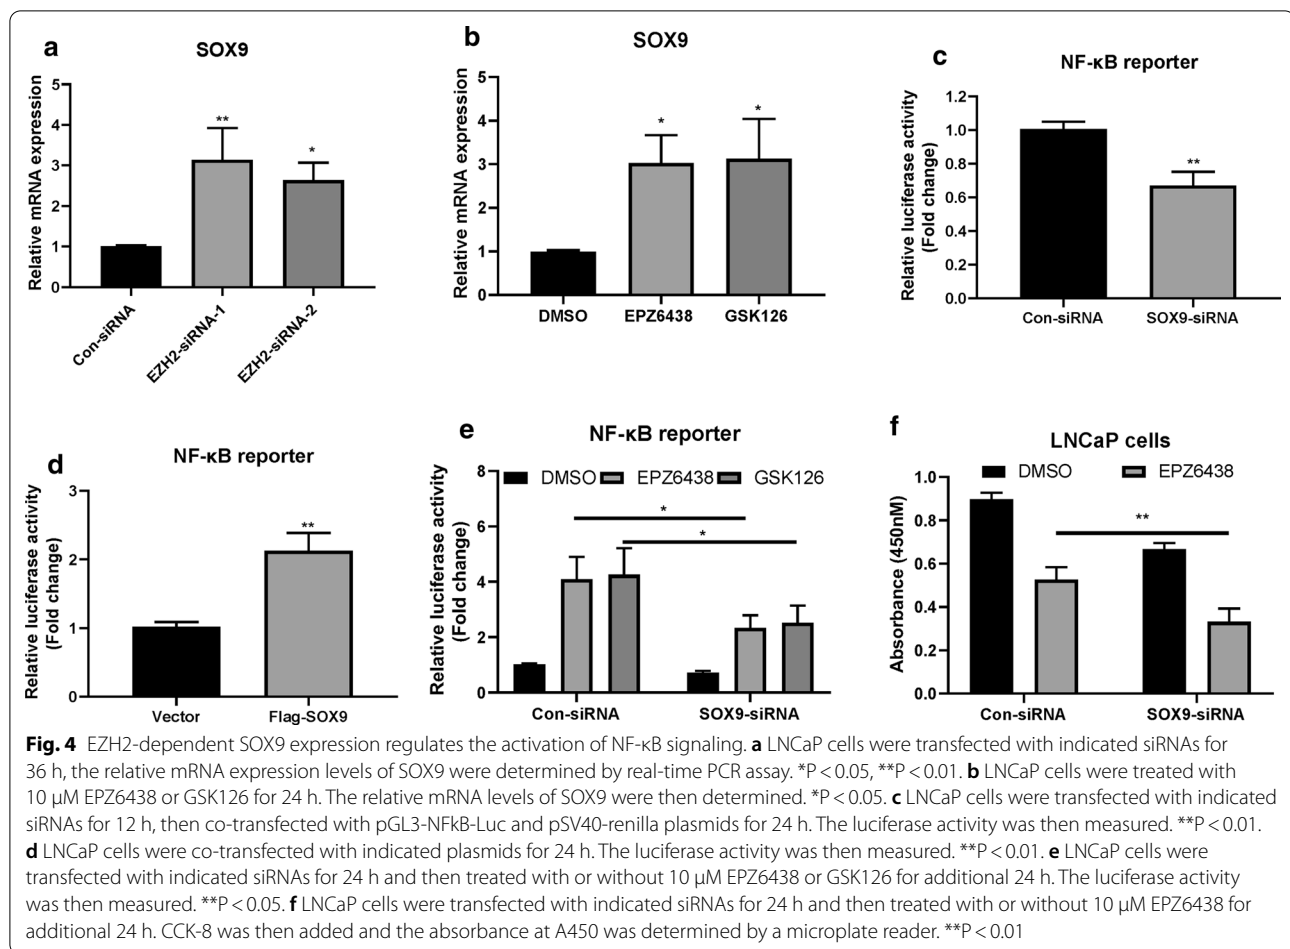 a
SOX9
Relative mRNA expression
5
4
3
2
1
0
**
*
Con-siRNA
EZH2-siRNA-1
EZH2-siRNA-2
b
SOX9
Relative mRNA expression
5
4
3
2
1
0
*
*
DMSO
EPZ6438
GSK126
c
NF-κB reporter
Relative luciferase activity
(Fold change)
1.2
1.0
0.8
0.6
0.4
0.2
0.0
**
Con-siRNA
SOX9-siRNA
d
NF-κB reporter
Relative luciferase activity
(Fold change)
3
2
1
0
**
Vector
Flag-SOX9
e
NF-κB reporter
DMSO
EPZ6438
GSK126
Relative luciferase activity
(Fold change)
8
6
4
2
0
*
*
Con-siRNA
SOX9-siRNA
f
LNCaP cells
DMSO
EPZ6438
Absorbance (450nM)
1.0
0.8
0.6
0.4
0.2
0.0
**
Con-siRNA
SOX9-siRNA
Fig. 4 EZH2-dependent SOX9 expression regulates the activation of NF-κB signaling. a LNCaP cells were transfected with indicated siRNAs for
36 h, the relative mRNA expression levels of SOX9 were determined by real-time PCR assay. *P < 0.05, **P < 0.01. b LNCaP cells were treated with
10 μM EPZ6438 or GSK126 for 24 h. The relative mRNA levels of SOX9 were then determined. *P < 0.05. c LNCaP cells were transfected with indicated
siRNAs for 12 h, then co-transfected with pGL3-NFkB-Luc and pSV40-renilla plasmids for 24 h. The luciferase activity was then measured. **P < 0.01.
d LNCaP cells were co-transfected with indicated plasmids for 24 h. The luciferase activity was then measured. **P < 0.01. e LNCaP cells were
transfected with indicated siRNAs for 24 h and then treated with or without 10 μM EPZ6438 or GSK126 for additional 24 h. The luciferase activity
was then measured. **P < 0.05. f LNCaP cells were transfected with indicated siRNAs for 24 h and then treated with or without 10 μM EPZ6438 for
additional 24 h. CCK-8 was then added and the absorbance at A450 was determined by a microplate reader. **P < 0.01